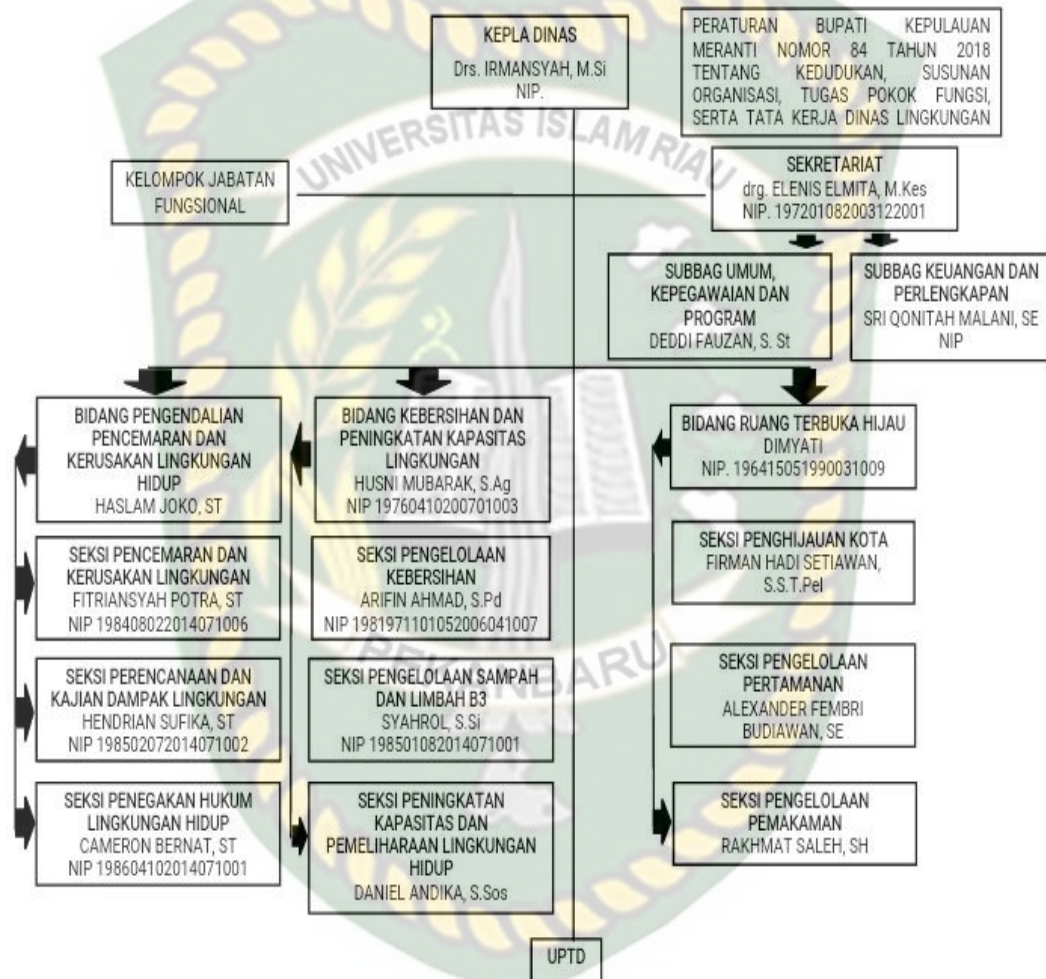 KEPLA DINAS
Drs. IRMANSYAH, M.Si
NIP.
PERATURAN BUPATI KEPULAUAN
MERANTI NOMOR 84 TAHUN 2018
TENTANG KEDUDUKAN, SUSUNAN
ORGANISASI, TUGAS POKOK FUNGSI,
SERTA TATA KERJA DINAS LINGKUNGAN
UNIVERSITAS ISLAM RIAU
KELOMPOK JABATAN
FUNGSIONAL
SEKRETARIAT
drg. ELENIS ELMITA, M.Kes
NIP. 197201082003122001
SUBBAG UMUM,
KEPEGAWAIAN DAN
PROGRAM
DEDDI FAUZAN, S. St
SUBBAG KEUANGAN DAN
PERLENGKAPAN
SRI QONITAH MALANI, SE
NIP
BIDANG PENGENDALIAN
PENCEMARAN DAN
KERUSAKAN LINGKUNGAN
HIDUP
HASLAM JOKO, ST
BIDANG KEBERSIHAN DAN
PENINGKATAN KAPASITAS
LINGKUNGAN
HUSNI MUBARAK, S.Ag
NIP 19760410200701003
BIDANG RUANG TERBUKA HIJAU
DIMYATI
NIP. 196415051990031009
SEKSI PENCEMARAN DAN
KERUSAKAN LINGKUNGAN
FITRIANSYAH POTRA, ST
NIP 198408022014071006
SEKSI PENGELOLAAN
KEBERSIHAN
ARIFIN AHMAD, S.Pd
NIP 1981971101052006041007
SEKSI PENGHIJAUAN KOTA
FIRMAN HADI SETIAWAN,
S.S.T.Pel
SEKSI PERENCANAAN DAN
KAJIAN DAMPAK LINGKUNGAN
HENDRIAN SUFIKA, ST
NIP 198502072014071002
SEKSI PENGELOLAAN SAMPAH
DAN LIMBAH B3
SYAHROL, S.Si
NIP 198501082014071001
SEKSI PENGELOLAAN
PERTAMANAN
ALEXANDER FEMBRI
BUDIAWAN, SE
PEKANBARU
SEKSI PENEGAKAN HUKUM
LINGKUNGAN HIDUP
CAMERON BERNAT, ST
NIP 198604102014071001
SEKSI PENINGKATAN
KAPASITAS DAN
PEMELIHARAAN LINGKUNGAN
HIDUP
DANIEL ANDIKA, S.Sos
SEKSI PENGELOLAAN
PEMAKAMAN
RAKHMAT SALEH, SH
UPTD